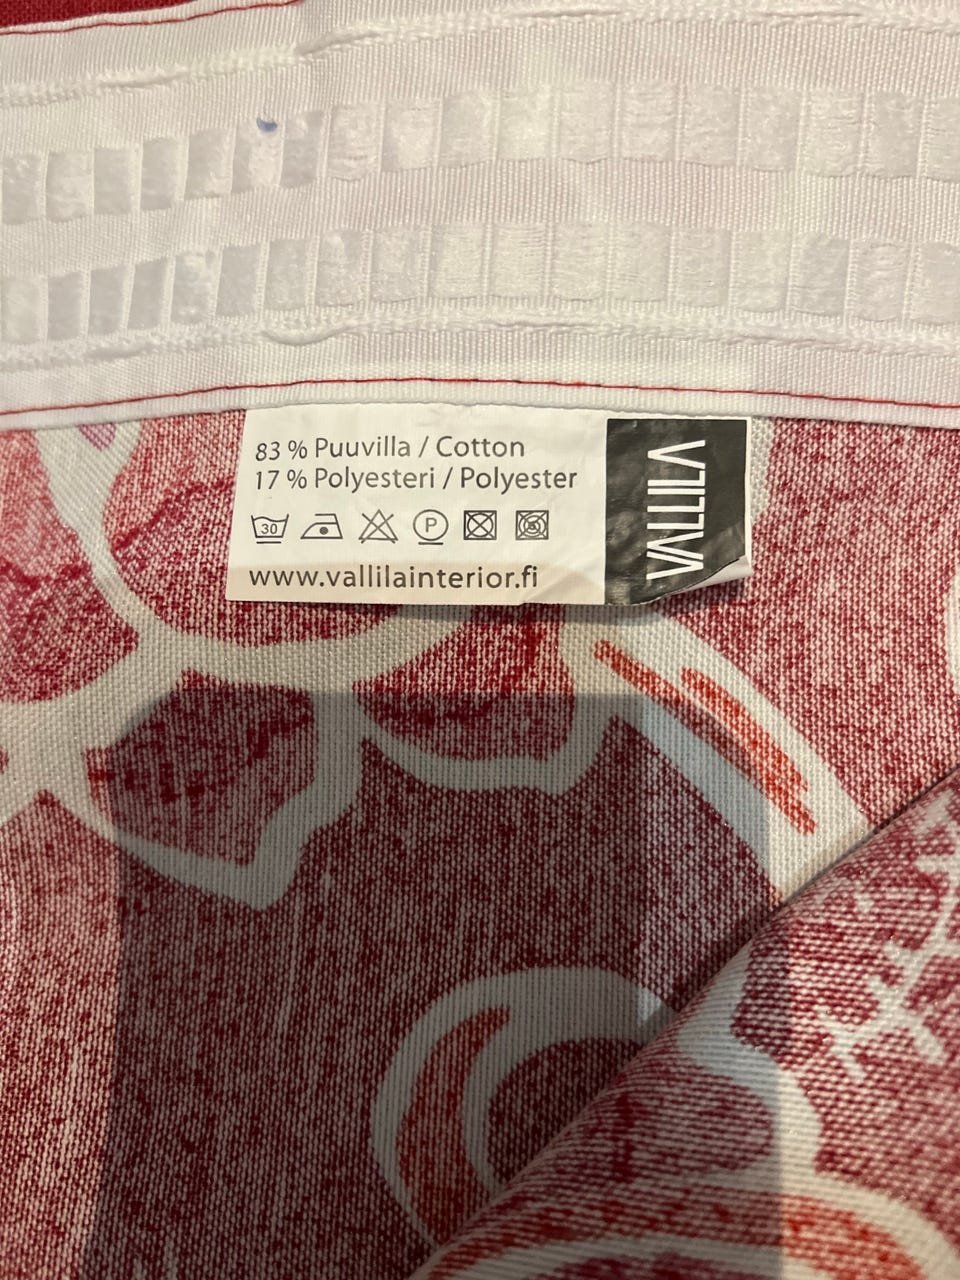 83 % Puuvilla / Cotton
17 % Polyesteri / Polyester
30 P
www.vallilainterior.fi
VALLILA